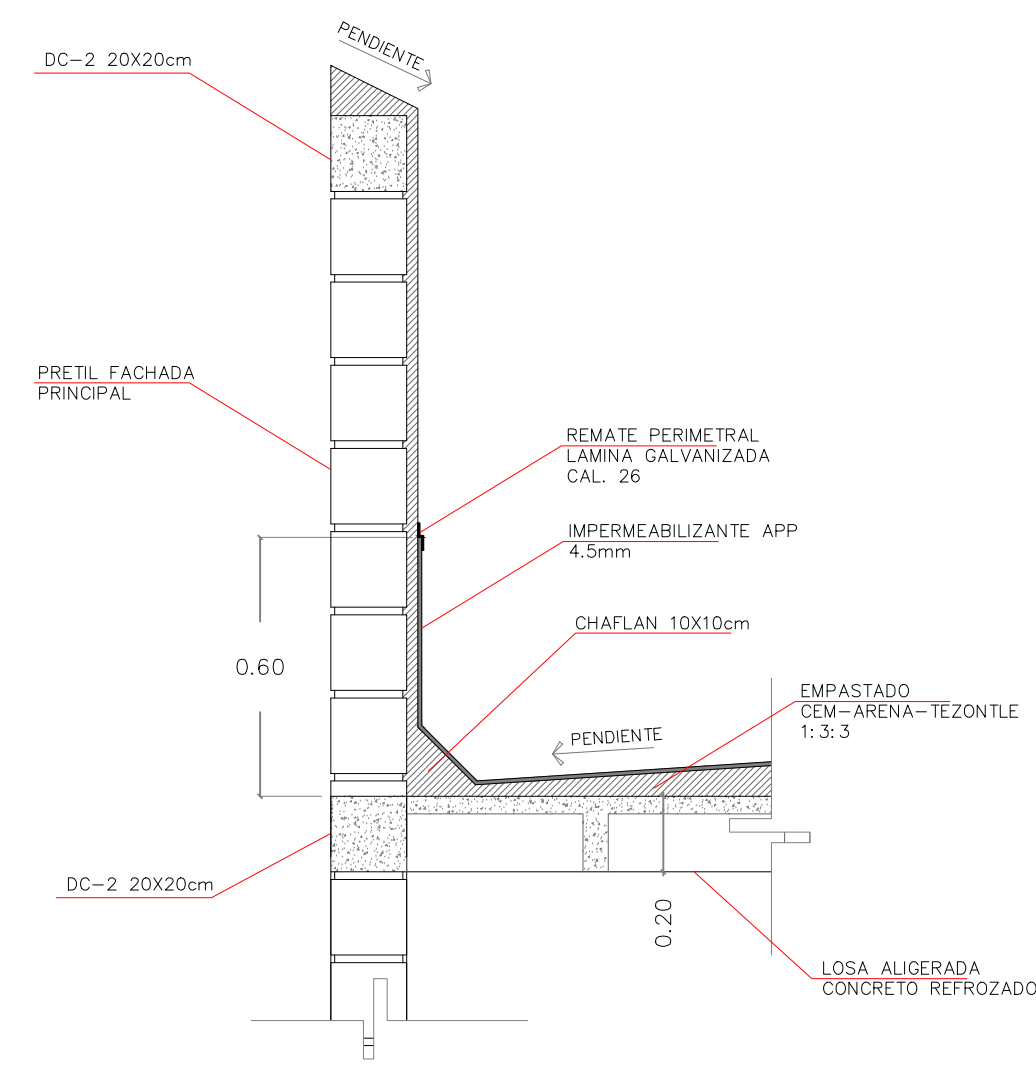 PENDIENTE
DC-2 20X20cm
PRETIL FACHADA
PRINCIPAL
REMATE PERIMETRAL
LAMINA GALVANIZADA
CAL. 26
IMPERMEABILIZANTE APP
4.5mm
CHAFLAN 10X10cm
0.60
EMPASTADO
CEM-ARENA-TEZONTLE
1:3:3
PENDIENTE
DC-2 20X20cm
0.20
LOSA ALIGERADA
CONCRETO REFROZADO